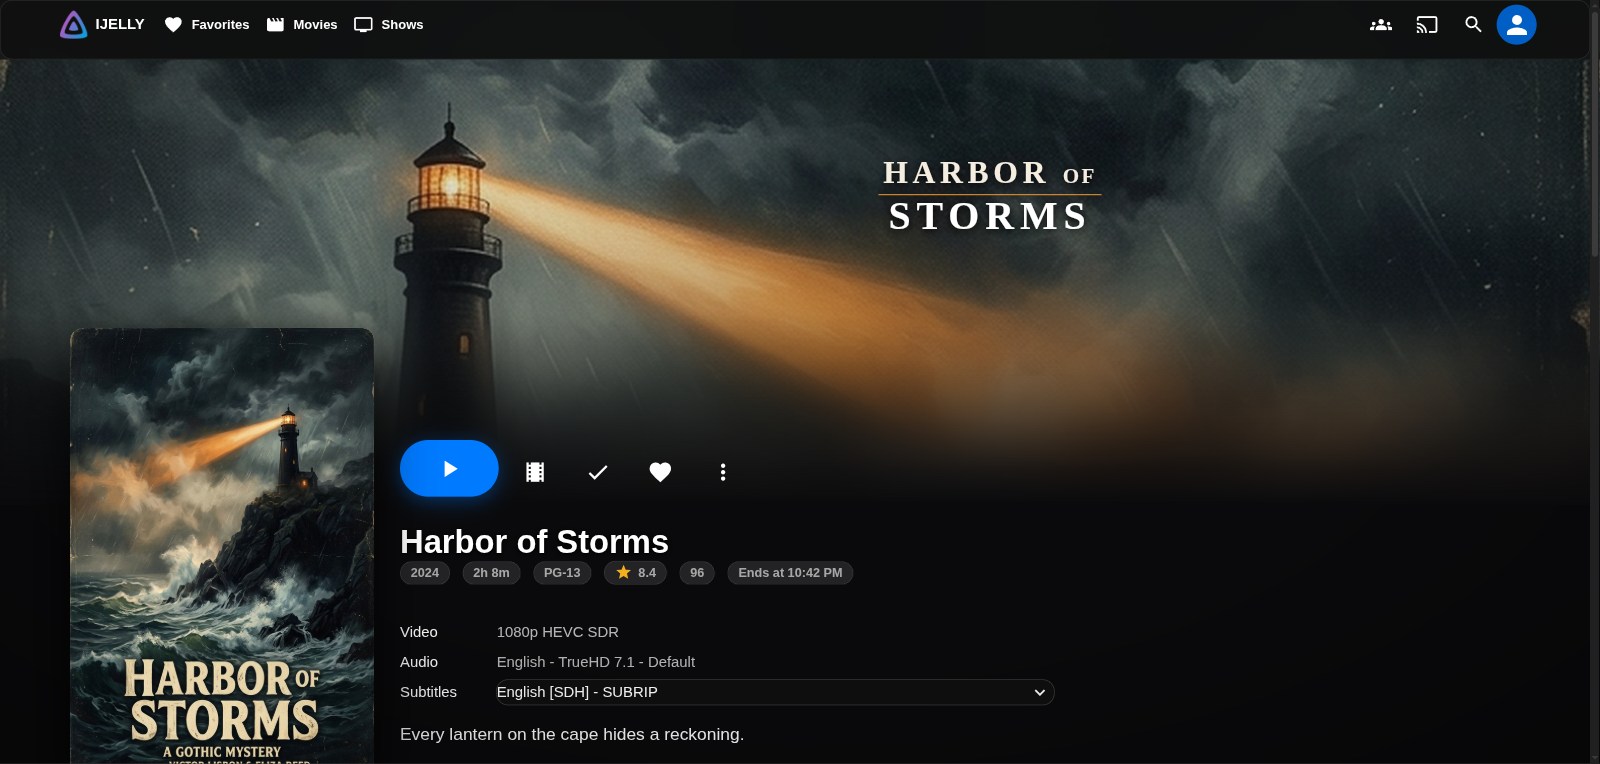 IJELLY Favorites Movies Shows
HARBOR OF
STORMS
HARBOR OF
STORMS
A GOTHIC MYSTERY
Harbor of Storms
2024 2h 8m PG-13 8.4 96 Ends at 10:42 PM
Video 1080p HEVC SDR
Audio English - TrueHD 7.1 - Default
Subtitles English [SDH] - SUBRIP
Every lantern on the cape hides a reckoning.